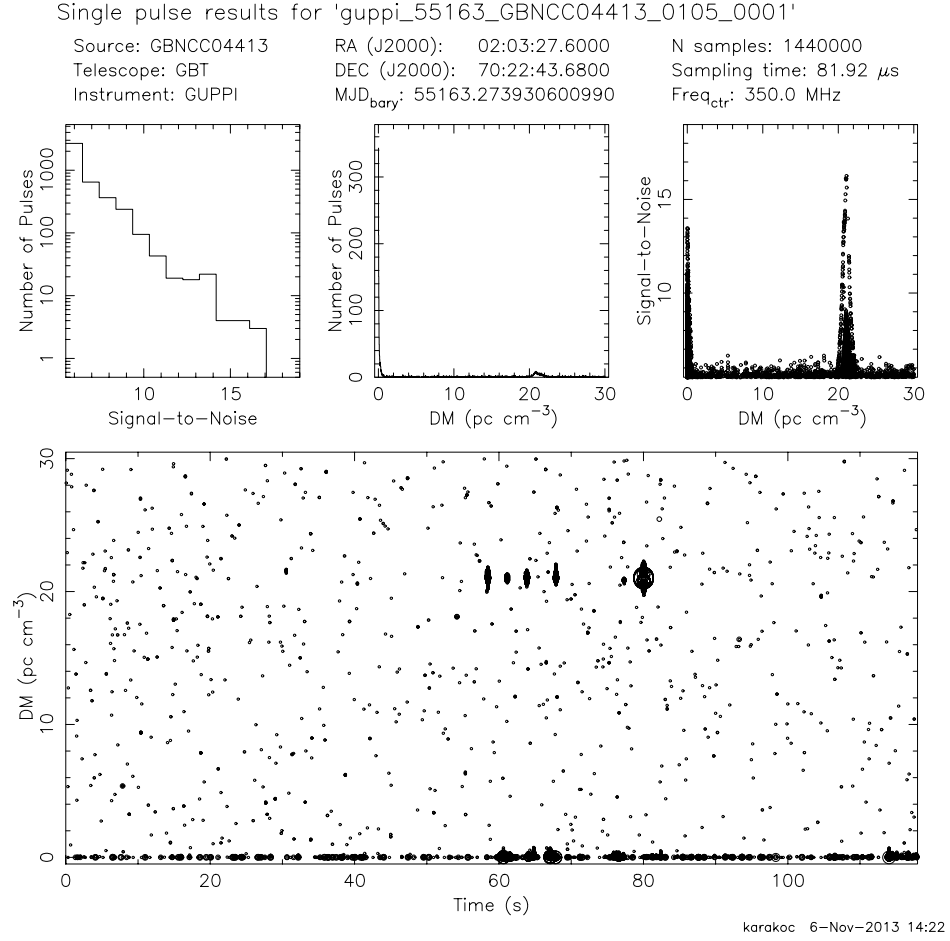 Single pulse results for 'guppi_55163_GBNCC04413_0105_0001'
Source: GBNCC04413 RA (J2000): 02:03:27.6000 N samples: 1440000
Telescope: GBT DEC (J2000): 70:22:43.6800 Sampling time: 81.92 μs
Instrument: GUPPI MJDbary: 55163.273930600990 Freqctr: 350.0 MHz
Number of Pulses
1 10 100 1000
10 15
Signal-to-Noise
Number of Pulses
0 100 200 300
0 10 20 30
DM (pc cm−3)
Signal-to-Noise
10 15
0 10 20 30
DM (pc cm−3)
DM (pc cm−3)
0 10 20 30
0 20 40 60 80 100
Time (s)
karakoc 6-Nov-2013 14:22